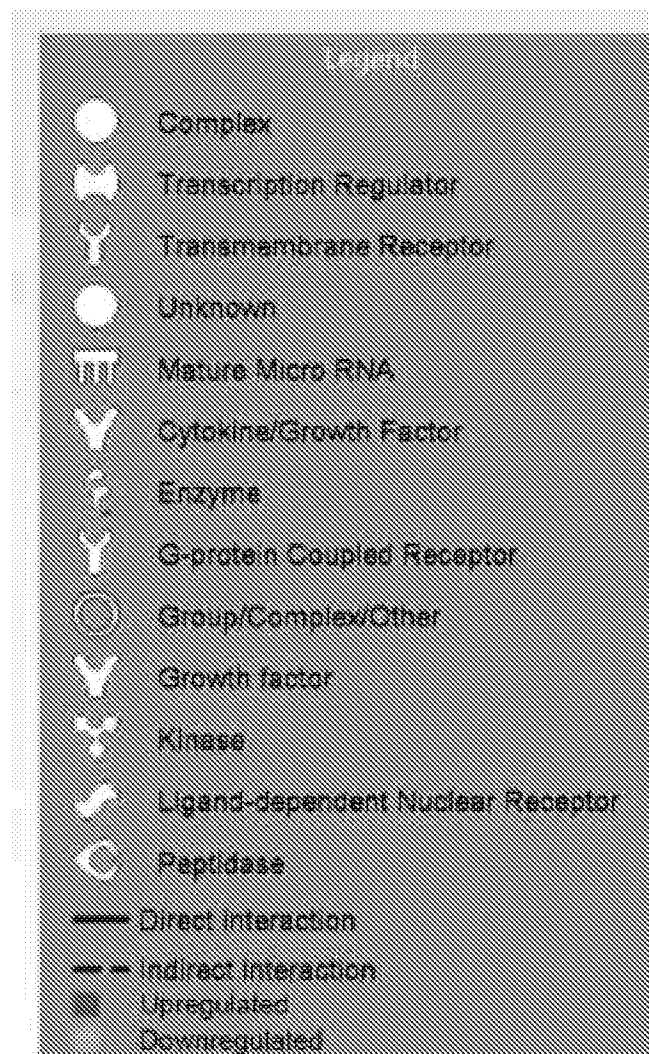 Legend
Complex
Transcription Regulator
Transmembrane Receptor
Unknown
Mature Micro RNA
Cytokine/Growth Factor
Enzyme
G-protein Coupled Receptor
Group/Complex/Other
Growth factor
Kinase
Ligand-dependent Nuclear Receptor
Peptidase
Direct Interaction
Indirect Interaction
Upregulated
Downregulated